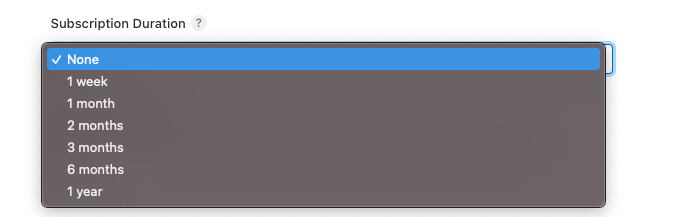 Subscription Duration ?
✓ None
1 week
1 month
2 months
3 months
6 months
1 year